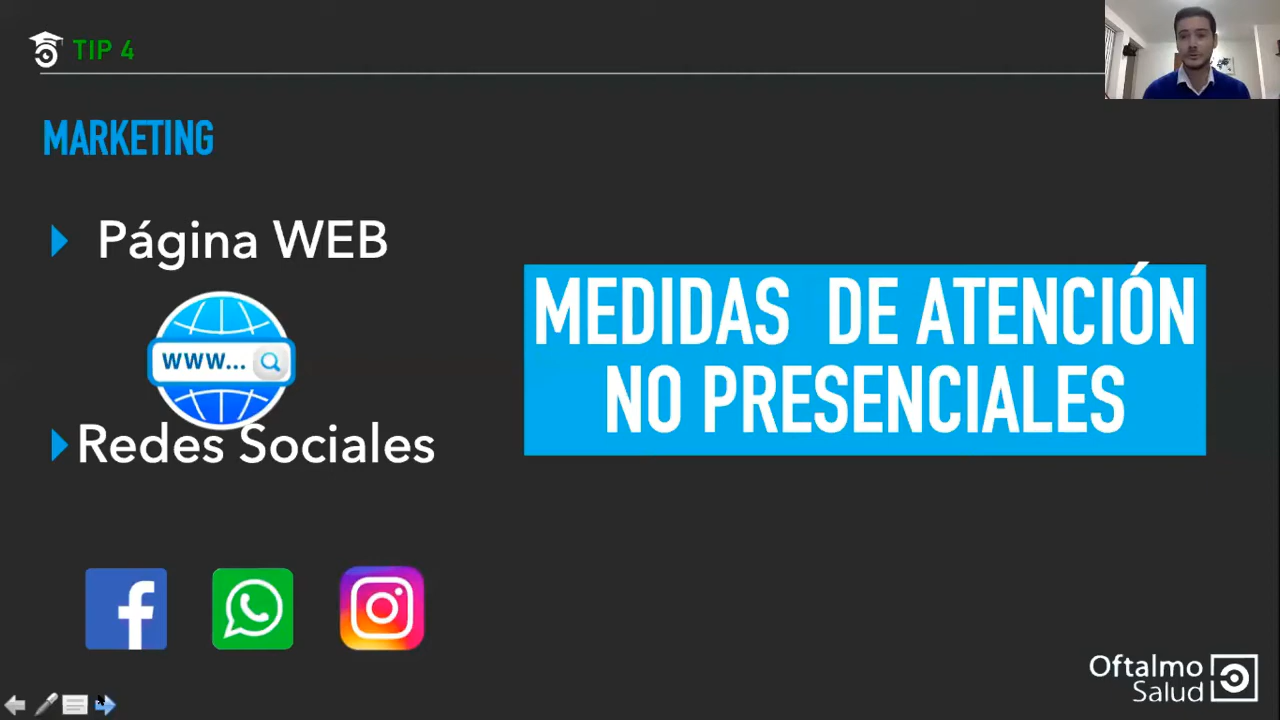 TIP 4
MARKETING
Página WEB
WWW...
Redes Sociales
MEDIDAS DE ATENCIÓN
NO PRESENCIALES
Oftalmo
Salud